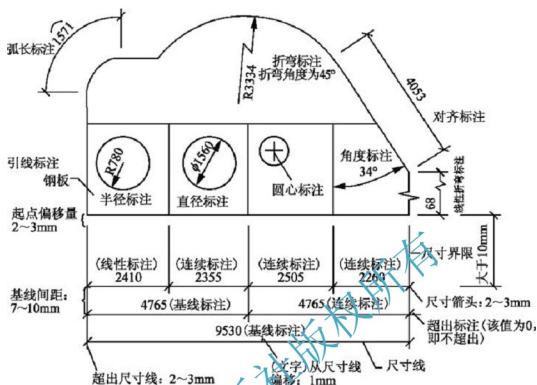 弧长标注
1571
R3334
折弯标注
折弯角度为45°
4053
对齐标注
引线标注
钢板
R780
半径标注
ϕ1560
直径标注
圆心标注
角度标注
34°
68
线性折弯标注
起点偏移量
2~3mm
(线性标注)
2410
(连续标注)
2355
(连续标注)
2505
(连续标注)
2260
尺寸界限
大于10mm
基线间距:
7~10mm
4765(基线标注)
4765(连续标注)
尺寸箭头:2~3mm
9530(基线标注)
超出标注(该值为0,
即不超出)
超出尺寸线:2~3mm
(文字)从尺寸线
偏移:1mm
尺寸线
社版权所有